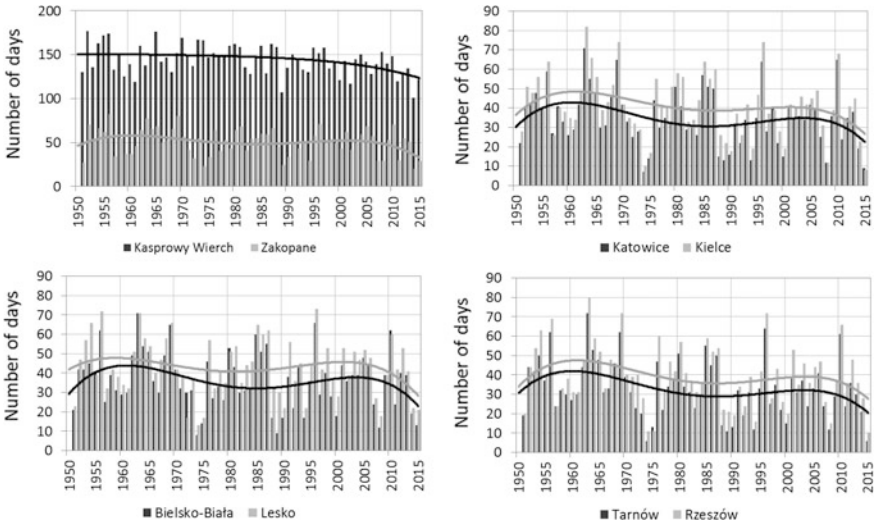 Number of days
200
150
100
50
0
1950 1955 1960 1965 1970 1975 1980 1985 1990 1995 2000 2005 2010 2015
Kasprowy Wierch Zakopane
Number of days
90
80
70
60
50
40
30
20
10
0
1950 1955 1960 1965 1970 1975 1980 1985 1990 1995 2000 2005 2010 2015
Katowice Kielce
Number of days
90
80
70
60
50
40
30
20
10
0
1950 1955 1960 1965 1970 1975 1980 1985 1990 1995 2000 2005 2010 2015
Bielsko-Biała Lesko
Number of days
90
80
70
60
50
40
30
20
10
0
1950 1955 1960 1965 1970 1975 1980 1985 1990 1995 2000 2005 2010 2015
Tarnów Rzeszów